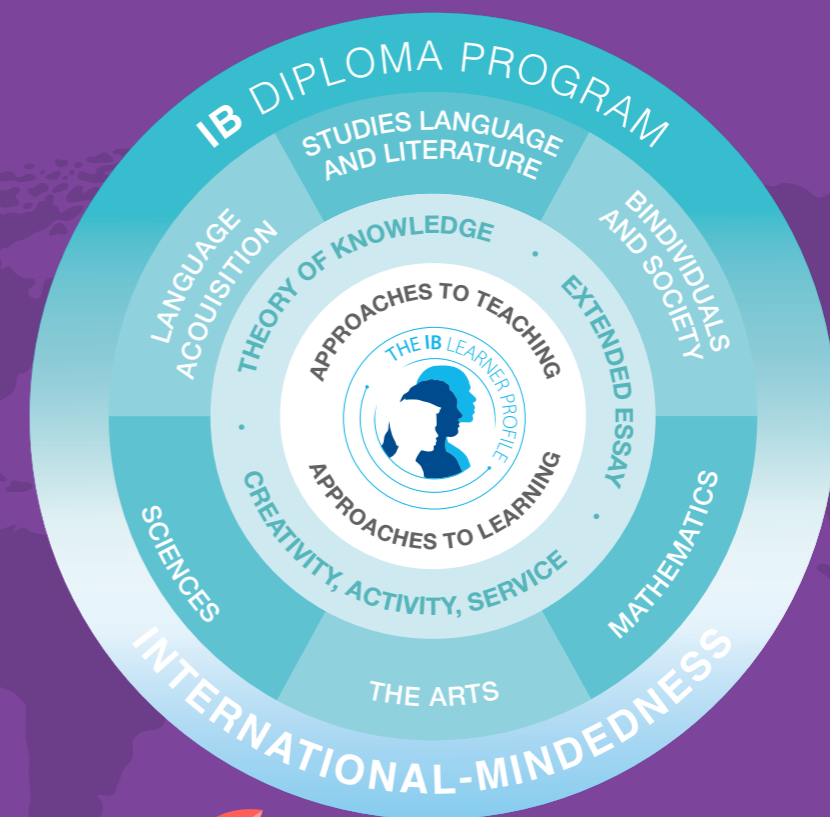 IB DIPLOMA PROGRAM
STUDIES LANGUAGE
AND LITERATURE
LANGUAGE
ACOUISITION
BINDIVIDUALS
AND SOCIETY
THEORY OF KNOWLEDGE
·
EXTENDED ESSAY
·
CREATIVITY, ACTIVITY, SERVICE
·
APPROACHES TO TEACHING
THE IB LEARNER PROFILE
APPROACHES TO LEARNING
SCIENCES
MATHEMATICS
THE ARTS
INTERNATIONAL-MINDEDNESS